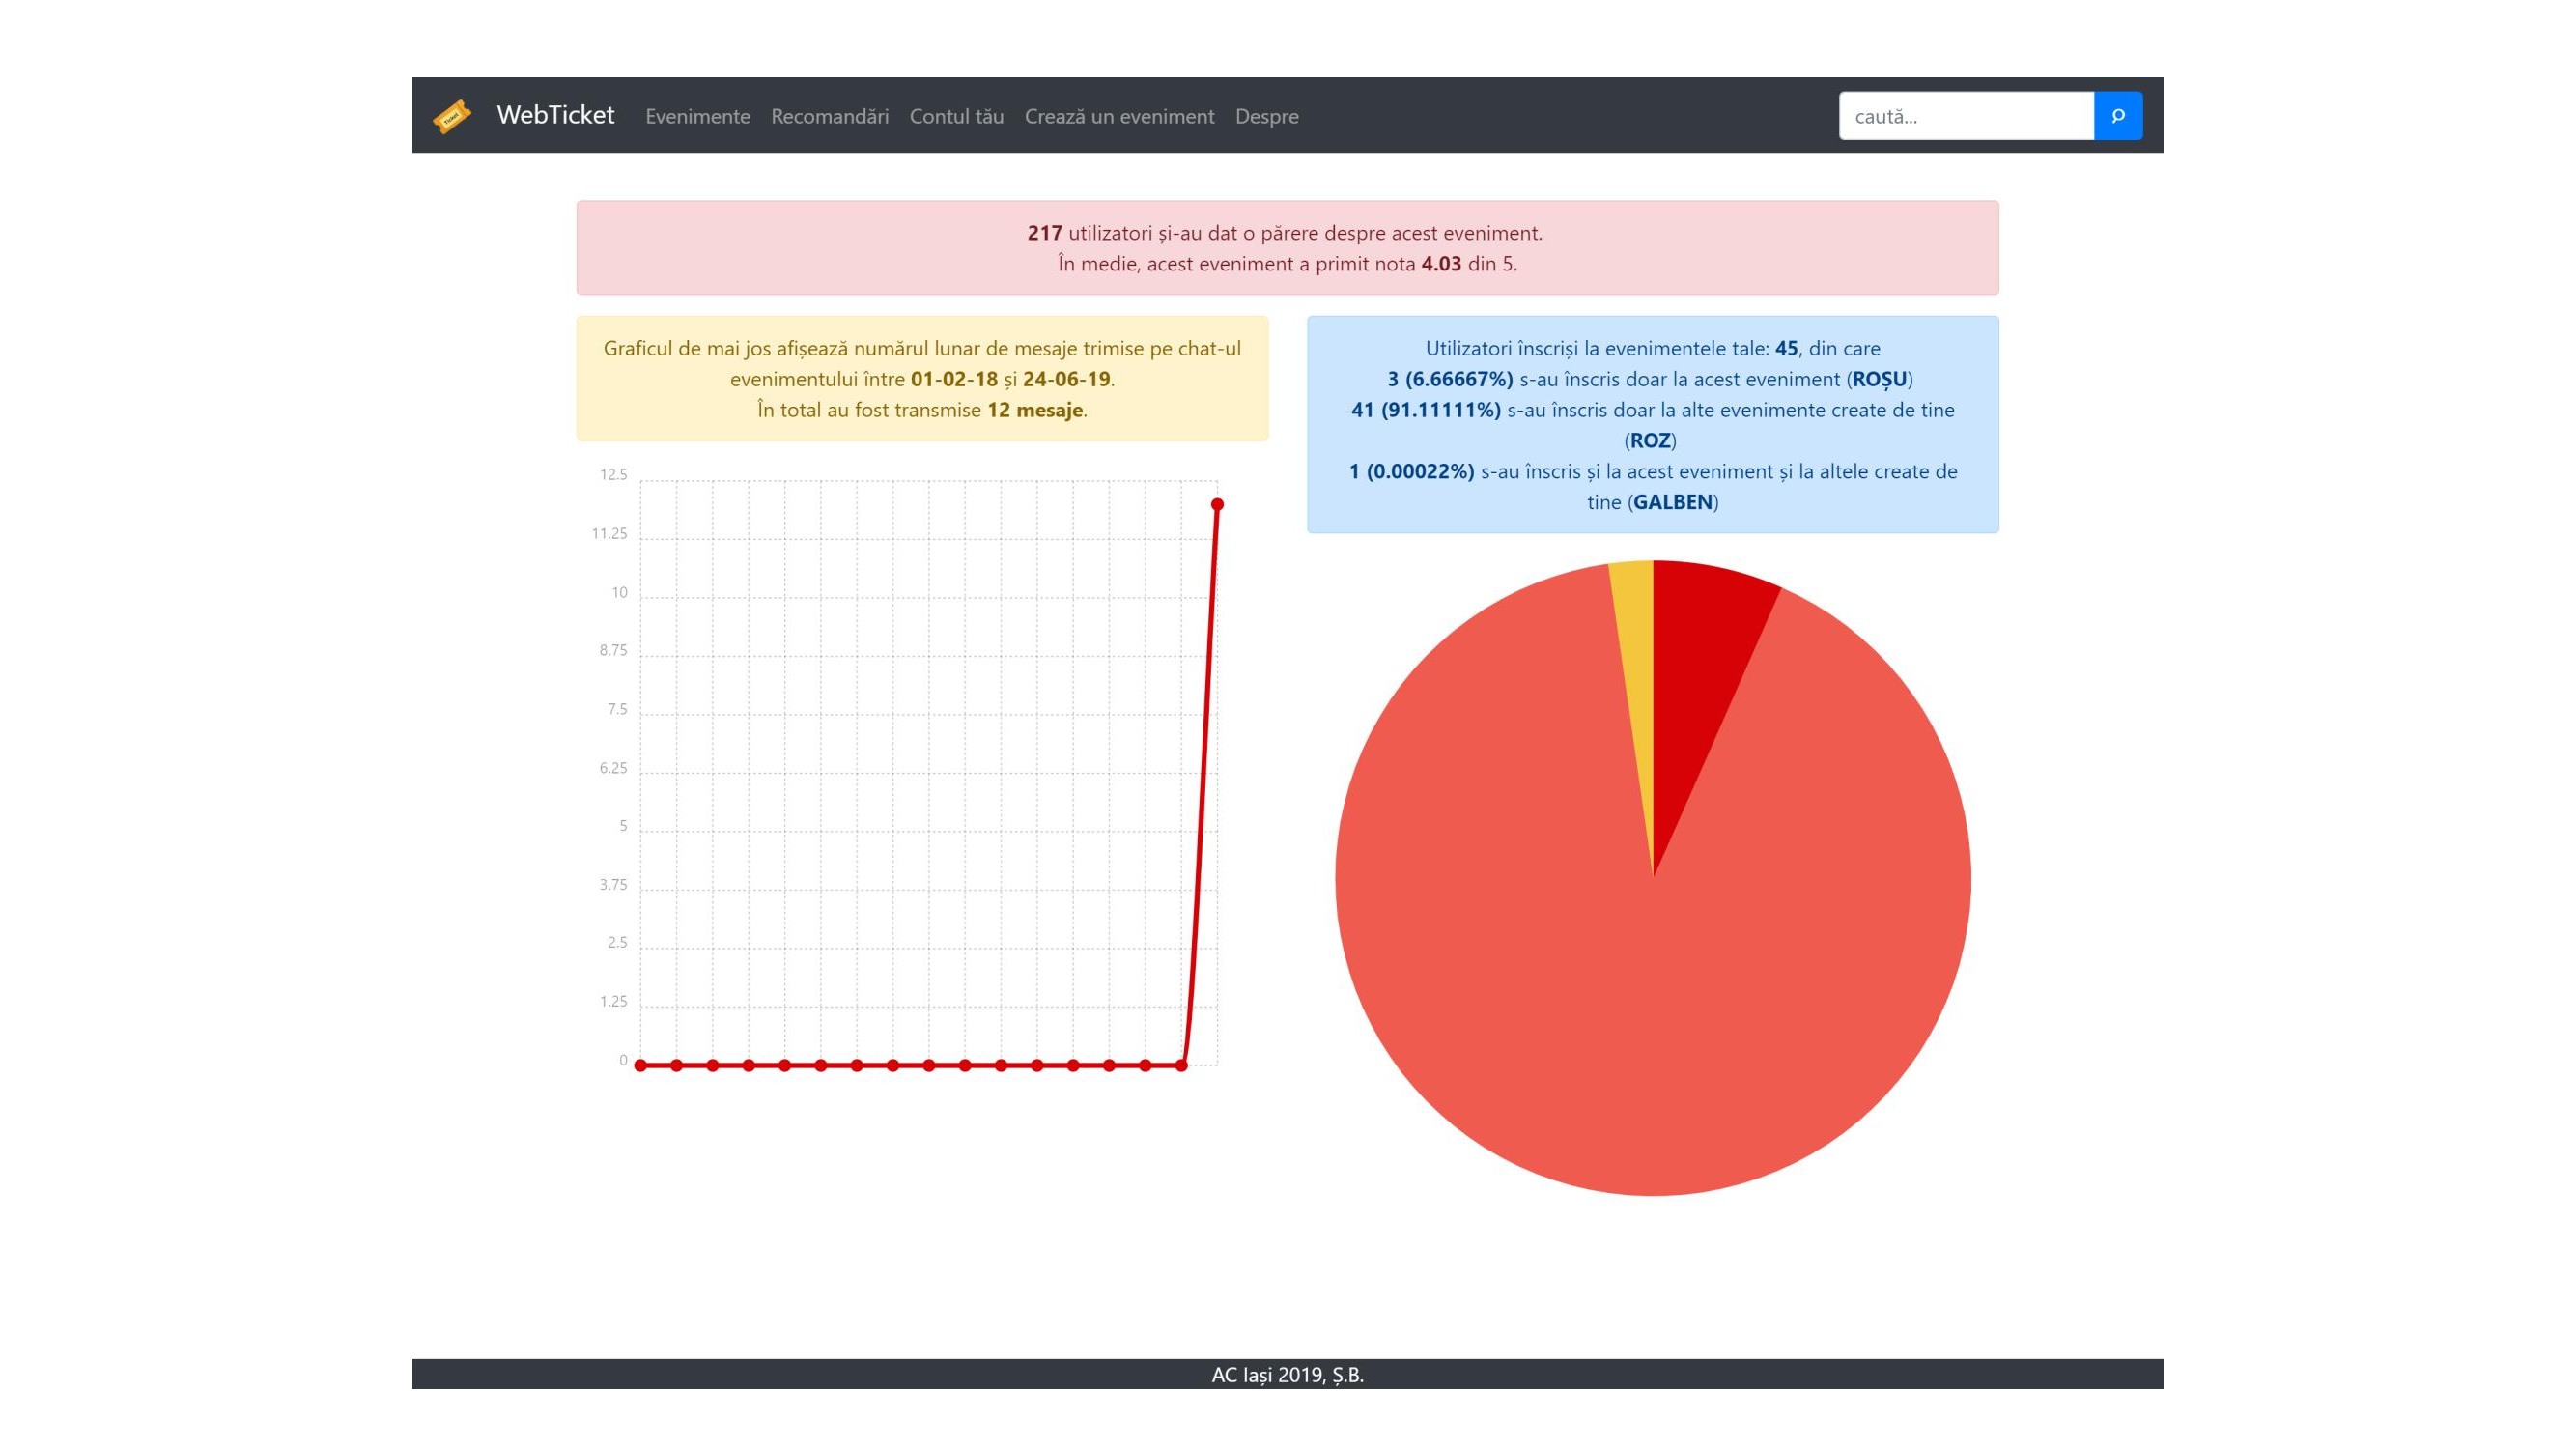 Ticket
WebTicket Evenimente Recomandări Contul tău Crează un eveniment Despre caută...
217 utilizatori și-au dat o părere despre acest eveniment.
În medie, acest eveniment a primit nota 4.03 din 5.
Graficul de mai jos afișează numărul lunar de mesaje trimise pe chat-ul
evenimentului între 01-02-18 și 24-06-19.
În total au fost transmise 12 mesaje.
12.5
11.25
10
8.75
7.5
6.25
5
3.75
2.5
1.25
0
Utilizatori înscriși la evenimentele tale: 45, din care
3 (6.66667%) s-au înscris doar la acest eveniment (ROȘU)
41 (91.11111%) s-au înscris doar la alte evenimente create de tine
(ROZ)
1 (0.00022%) s-au înscris și la acest eveniment și la altele create de
tine (GALBEN)
AC Iași 2019, Ș.B.